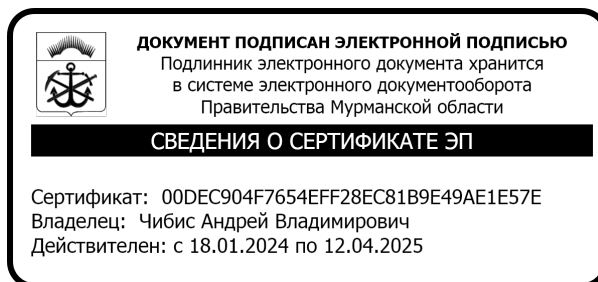 ДОКУМЕНТ ПОДПИСАН ЭЛЕКТРОННОЙ ПОДПИСЬЮ
Подлинник электронного документа хранится
в системе электронного документооборота
Правительства Мурманской области
СВЕДЕНИЯ О СЕРТИФИКАТЕ ЭП
Сертификат: 00DEC904F7654EFF28EC81B9E49AE1E57E
Владелец: Чибис Андрей Владимирович
Действителен: с 18.01.2024 по 12.04.2025